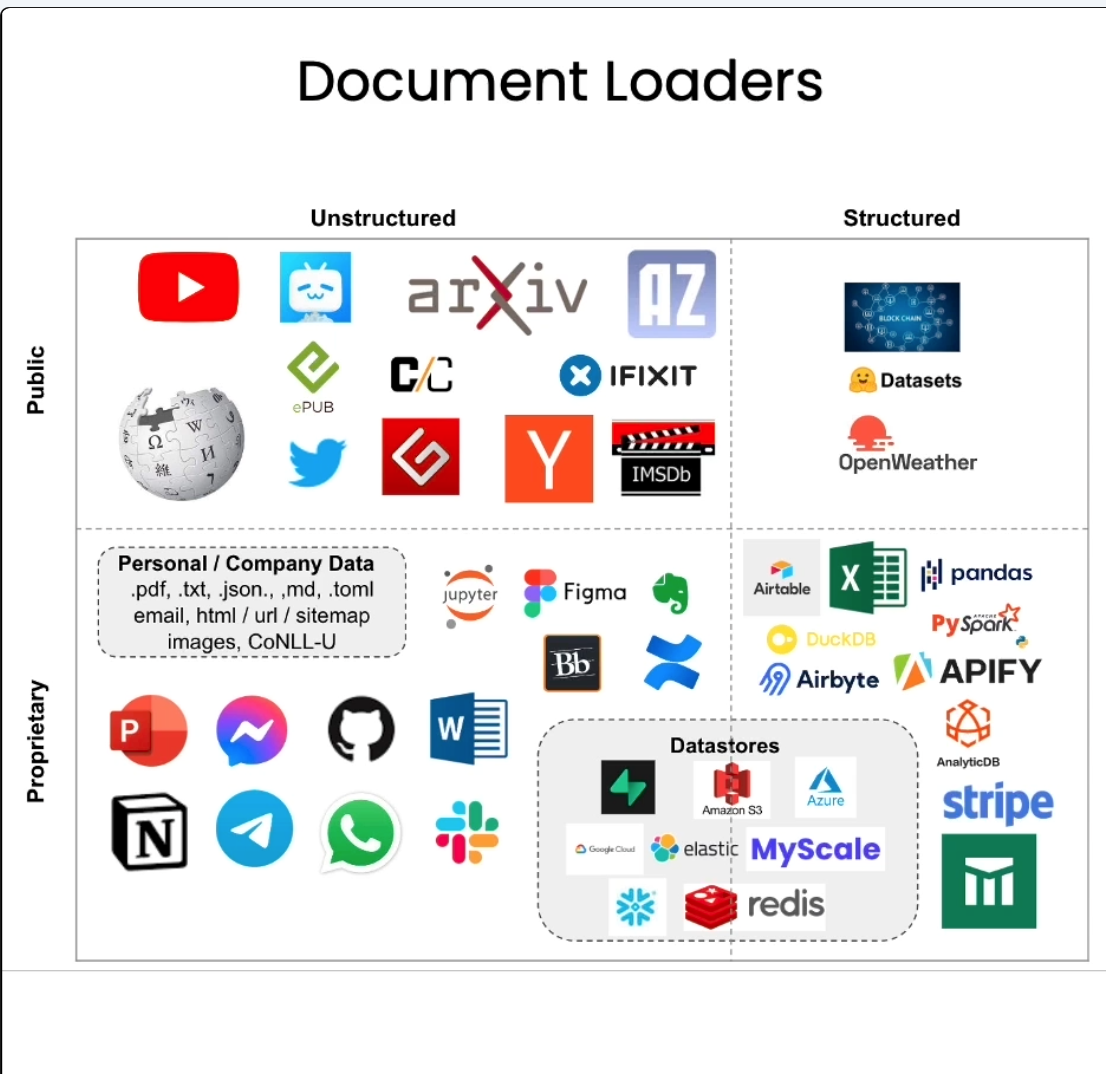 Document Loaders
Unstructured
Structured
Public
arXiv
AZ
BLOCK CHAIN
ePUB
C/C
IFIXIT
Datasets
Ω
W
維
И
Y
IMSDb
OpenWeather
Proprietary
Personal / Company Data
.pdf, .txt, .json., ,md, .toml
email, html / url / sitemap
images, CoNLL-U
jupyter
Figma
Airtable
X
pandas
Bb
DuckDB
APACHE
PySpark
Airbyte
APIFY
P
W
AnalyticDB
Datastores
Amazon S3
Azure
stripe
N
Google Cloud
elastic
MyScale
redis